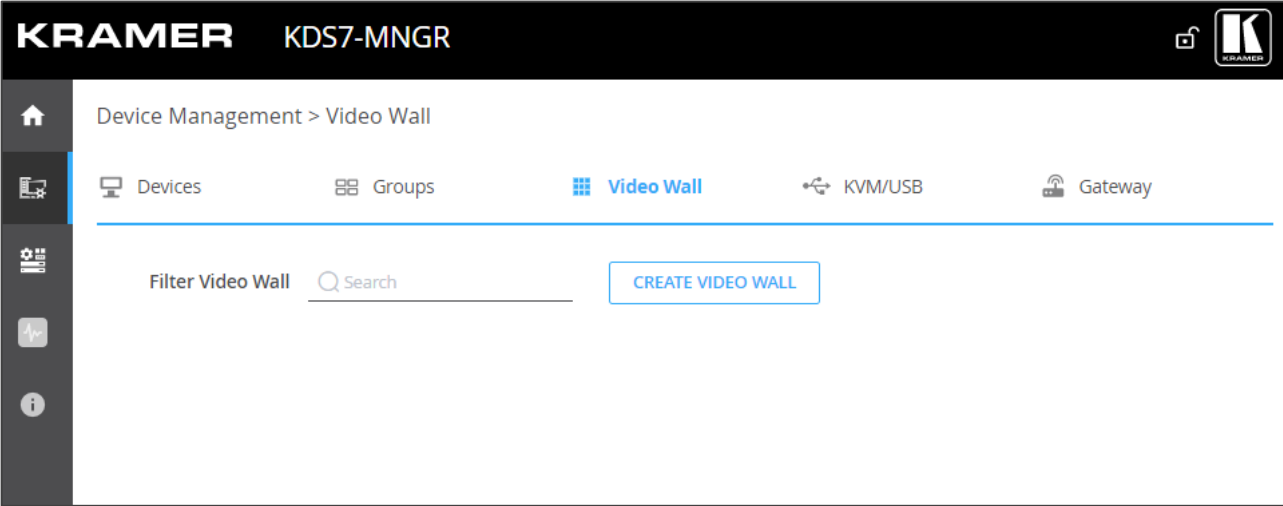 KRAMER KDS7-MNGR
KRAMER
Device Management > Video Wall
Devices Groups Video Wall KVM/USB Gateway
Filter Video Wall Search CREATE VIDEO WALL